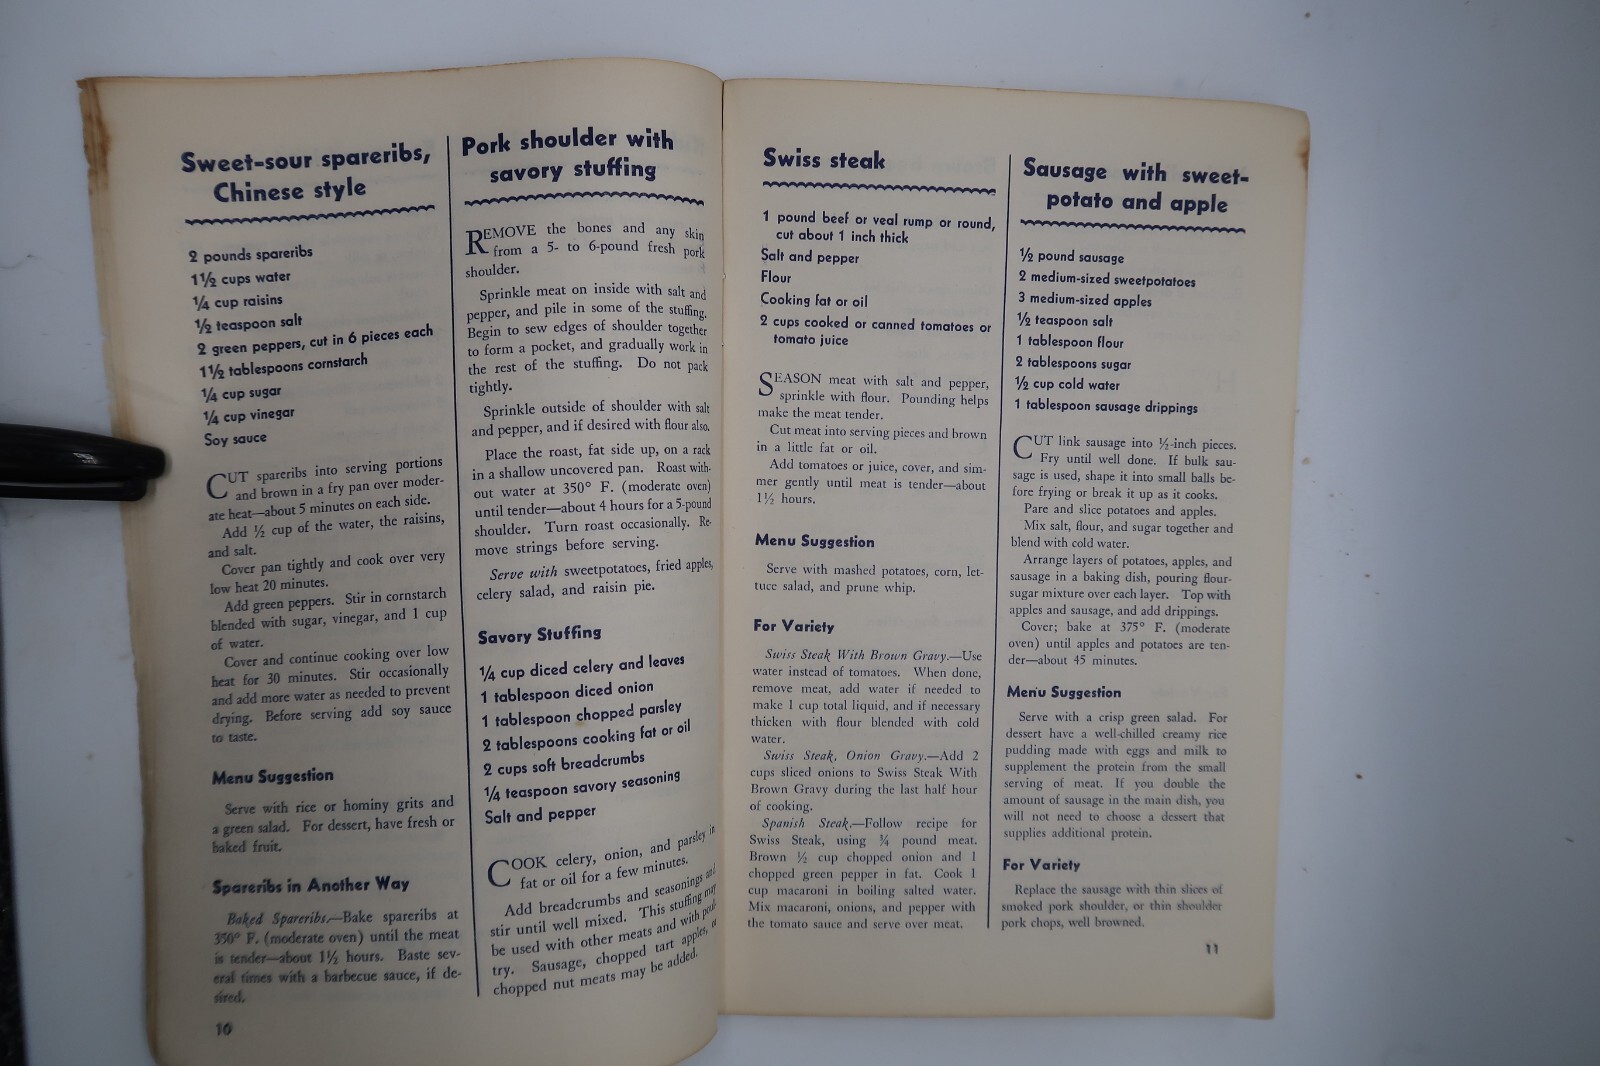 Sweet-sour spareribs,
Chinese style
2 pounds spareribs
1½ cups water
¼ cup raisins
½ teaspoon salt
2 green peppers, cut in 6 pieces each
1½ tablespoons cornstarch
¼ cup sugar
¼ cup vinegar
Soy sauce
CUT spareribs into serving portions
and brown in a fry pan over moder-
ate heat—about 5 minutes on each side.
Add ½ cup of the water, the raisins,
and salt.
Cover pan tightly and cook over very
low heat 20 minutes.
Add green peppers. Stir in cornstarch
blended with sugar, vinegar, and 1 cup
of water.
Cover and continue cooking over low
heat for 30 minutes. Stir occasionally
and add more water as needed to prevent
drying. Before serving add soy sauce
to taste.
Menu Suggestion
Serve with rice or hominy grits and
a green salad. For dessert, have fresh or
baked fruit.
Spareribs in Another Way
Baked Spareribs.—Bake spareribs at
350° F. (moderate oven) until the meat
is tender—about 1½ hours. Baste sev-
eral times with a barbecue sauce, if de-
sired.
10
Pork shoulder with
savory stuffing
REMOVE the bones and any skin
from a 5- to 6-pound fresh pork
shoulder.
Sprinkle meat on inside with salt and
pepper, and pile in some of the stuffing.
Begin to sew edges of shoulder together
to form a pocket, and gradually work in
the rest of the stuffing. Do not pack
tightly.
Sprinkle outside of shoulder with salt
and pepper, and if desired with flour also.
Place the roast, fat side up, on a rack
in a shallow uncovered pan. Roast with-
out water at 350° F. (moderate oven)
until tender—about 4 hours for a 5-pound
shoulder. Turn roast occasionally. Re-
move strings before serving.
Serve with sweetpotatoes, fried apples,
celery salad, and raisin pie.
Savory Stuffing
¼ cup diced celery and leaves
1 tablespoon diced onion
1 tablespoon chopped parsley
2 tablespoons cooking fat or oil
2 cups soft breadcrumbs
¼ teaspoon savory seasoning
Salt and pepper
COOK celery, onion, and parsley in
fat or oil for a few minutes.
Add breadcrumbs and seasonings and
stir until well mixed. This stuffing may
be used with other meats and with poul-
try. Sausage, chopped tart apples, or
chopped nut meats may be added.
Swiss steak
1 pound beef or veal rump or round,
cut about 1 inch thick
Salt and pepper
Flour
Cooking fat or oil
2 cups cooked or canned tomatoes or
tomato juice
SEASON meat with salt and pepper,
sprinkle with flour. Pounding helps
make the meat tender.
Cut meat into serving pieces and brown
in a little fat or oil.
Add tomatoes or juice, cover, and sim-
mer gently until meat is tender—about
1½ hours.
Menu Suggestion
Serve with mashed potatoes, corn, let-
tuce salad, and prune whip.
For Variety
Swiss Steak With Brown Gravy.—Use
water instead of tomatoes. When done,
remove meat, add water if needed to
make 1 cup total liquid, and if necessary
thicken with flour blended with cold
water.
Swiss Steak, Onion Gravy.—Add 2
cups sliced onions to Swiss Steak With
Brown Gravy during the last half hour
of cooking.
Spanish Steak.—Follow recipe for
Swiss Steak, using ¾ pound meat.
Brown ½ cup chopped onion and 1
chopped green pepper in fat. Cook 1
cup macaroni in boiling salted water.
Mix macaroni, onions, and pepper with
the tomato sauce and serve over meat.
Sausage with sweet-
potato and apple
½ pound sausage
2 medium-sized sweetpotatoes
3 medium-sized apples
½ teaspoon salt
1 tablespoon flour
2 tablespoons sugar
½ cup cold water
1 tablespoon sausage drippings
CUT link sausage into ½-inch pieces.
Fry until well done. If bulk sau-
sage is used, shape it into small balls be-
fore frying or break it up as it cooks.
Pare and slice potatoes and apples.
Mix salt, flour, and sugar together and
blend with cold water.
Arrange layers of potatoes, apples, and
sausage in a baking dish, pouring flour-
sugar mixture over each layer. Top with
apples and sausage, and add drippings.
Cover; bake at 375° F. (moderate
oven) until apples and potatoes are ten-
der—about 45 minutes.
Menu Suggestion
Serve with a crisp green salad. For
dessert have a well-chilled creamy rice
pudding made with eggs and milk to
supplement the protein from the small
serving of meat. If you double the
amount of sausage in the main dish, you
will not need to choose a dessert that
supplies additional protein.
For Variety
Replace the sausage with thin slices of
smoked pork shoulder, or thin shoulder
pork chops, well browned.
11